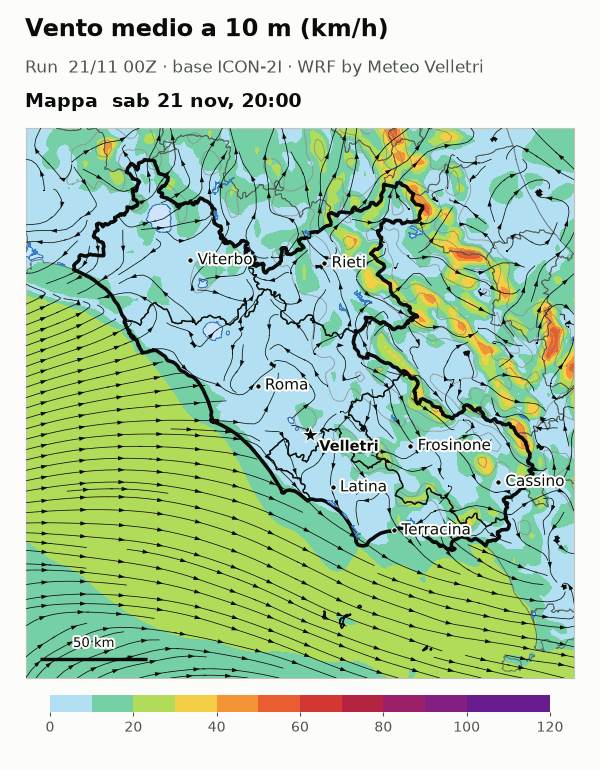 Vento medio a 10 m (km/h)
Run  21/11 00Z · base ICON-2I · WRF by Meteo Velletri
Mappa  sab 21 nov, 20:00
Viterbo
Rieti
Roma
Velletri
Frosinone
Cassino
Latina
Terracina
50 km
0 20 40 60 80 100 120